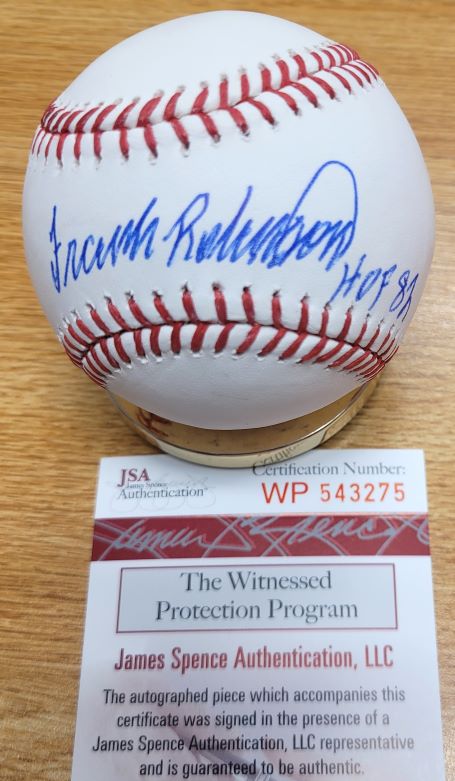 Frank Robinson
HOF 82
JSA
James Spence
Authentication
Certification Number:
WP 543275
James Spence
The Witnessed
Protection Program
James Spence Authentication, LLC
The autographed piece which accompanies this
certificate was signed in the presence of a
James Spence Authentication, LLC representative
and is guaranteed to be authentic.